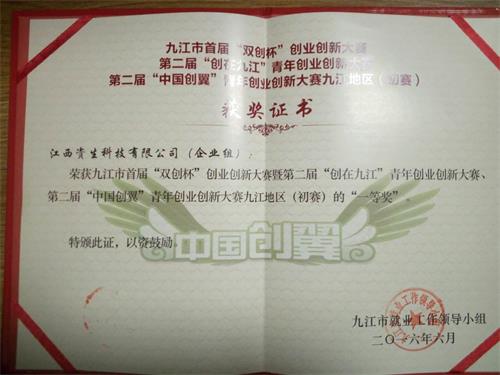 九江市首届“双创杯”创业创新大赛
第二届“创在九江”青年创业创新大赛
第二届“中国创翼”青年创业创新大赛九江地区（初赛）
获奖证书
江西资生科技有限公司（企业组）：
荣获九江市首届“双创杯”创业创新大赛暨第二届“创在九江”青年创业创新大赛、
第二届“中国创翼”青年创业创新大赛九江地区（初赛）的“一等奖”。
特颁此证，以资鼓励。
中国创翼
九江市就业工作领导小组
二〇一六年六月